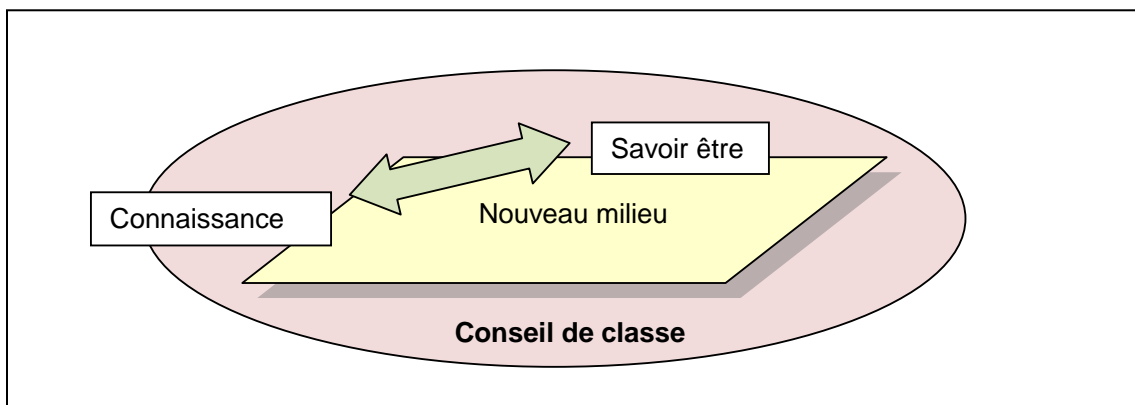 Savoir être
Connaissance
Nouveau milieu
Conseil de classe